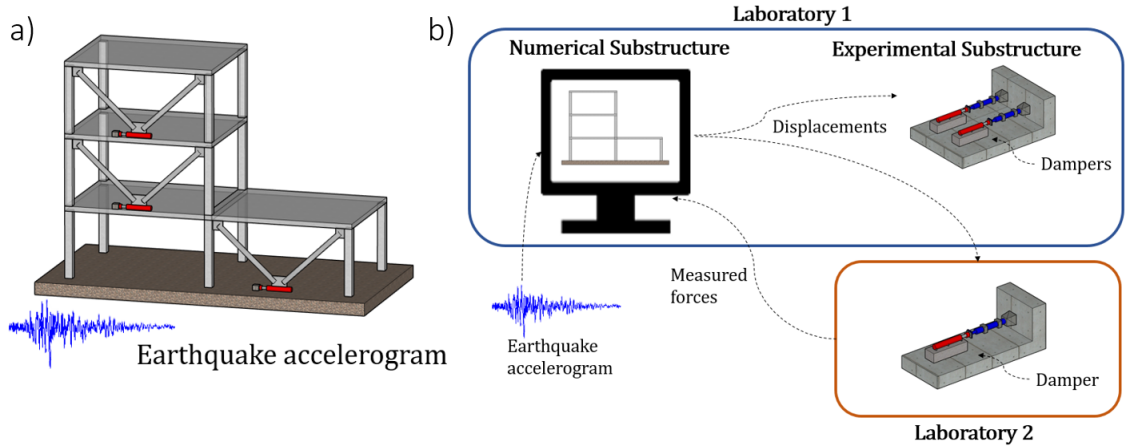 a)
Earthquake accelerogram
b)
Laboratory 1
Numerical Substructure
Experimental Substructure
Displacements
Dampers
Measured
forces
Earthquake
accelerogram
Damper
Laboratory 2